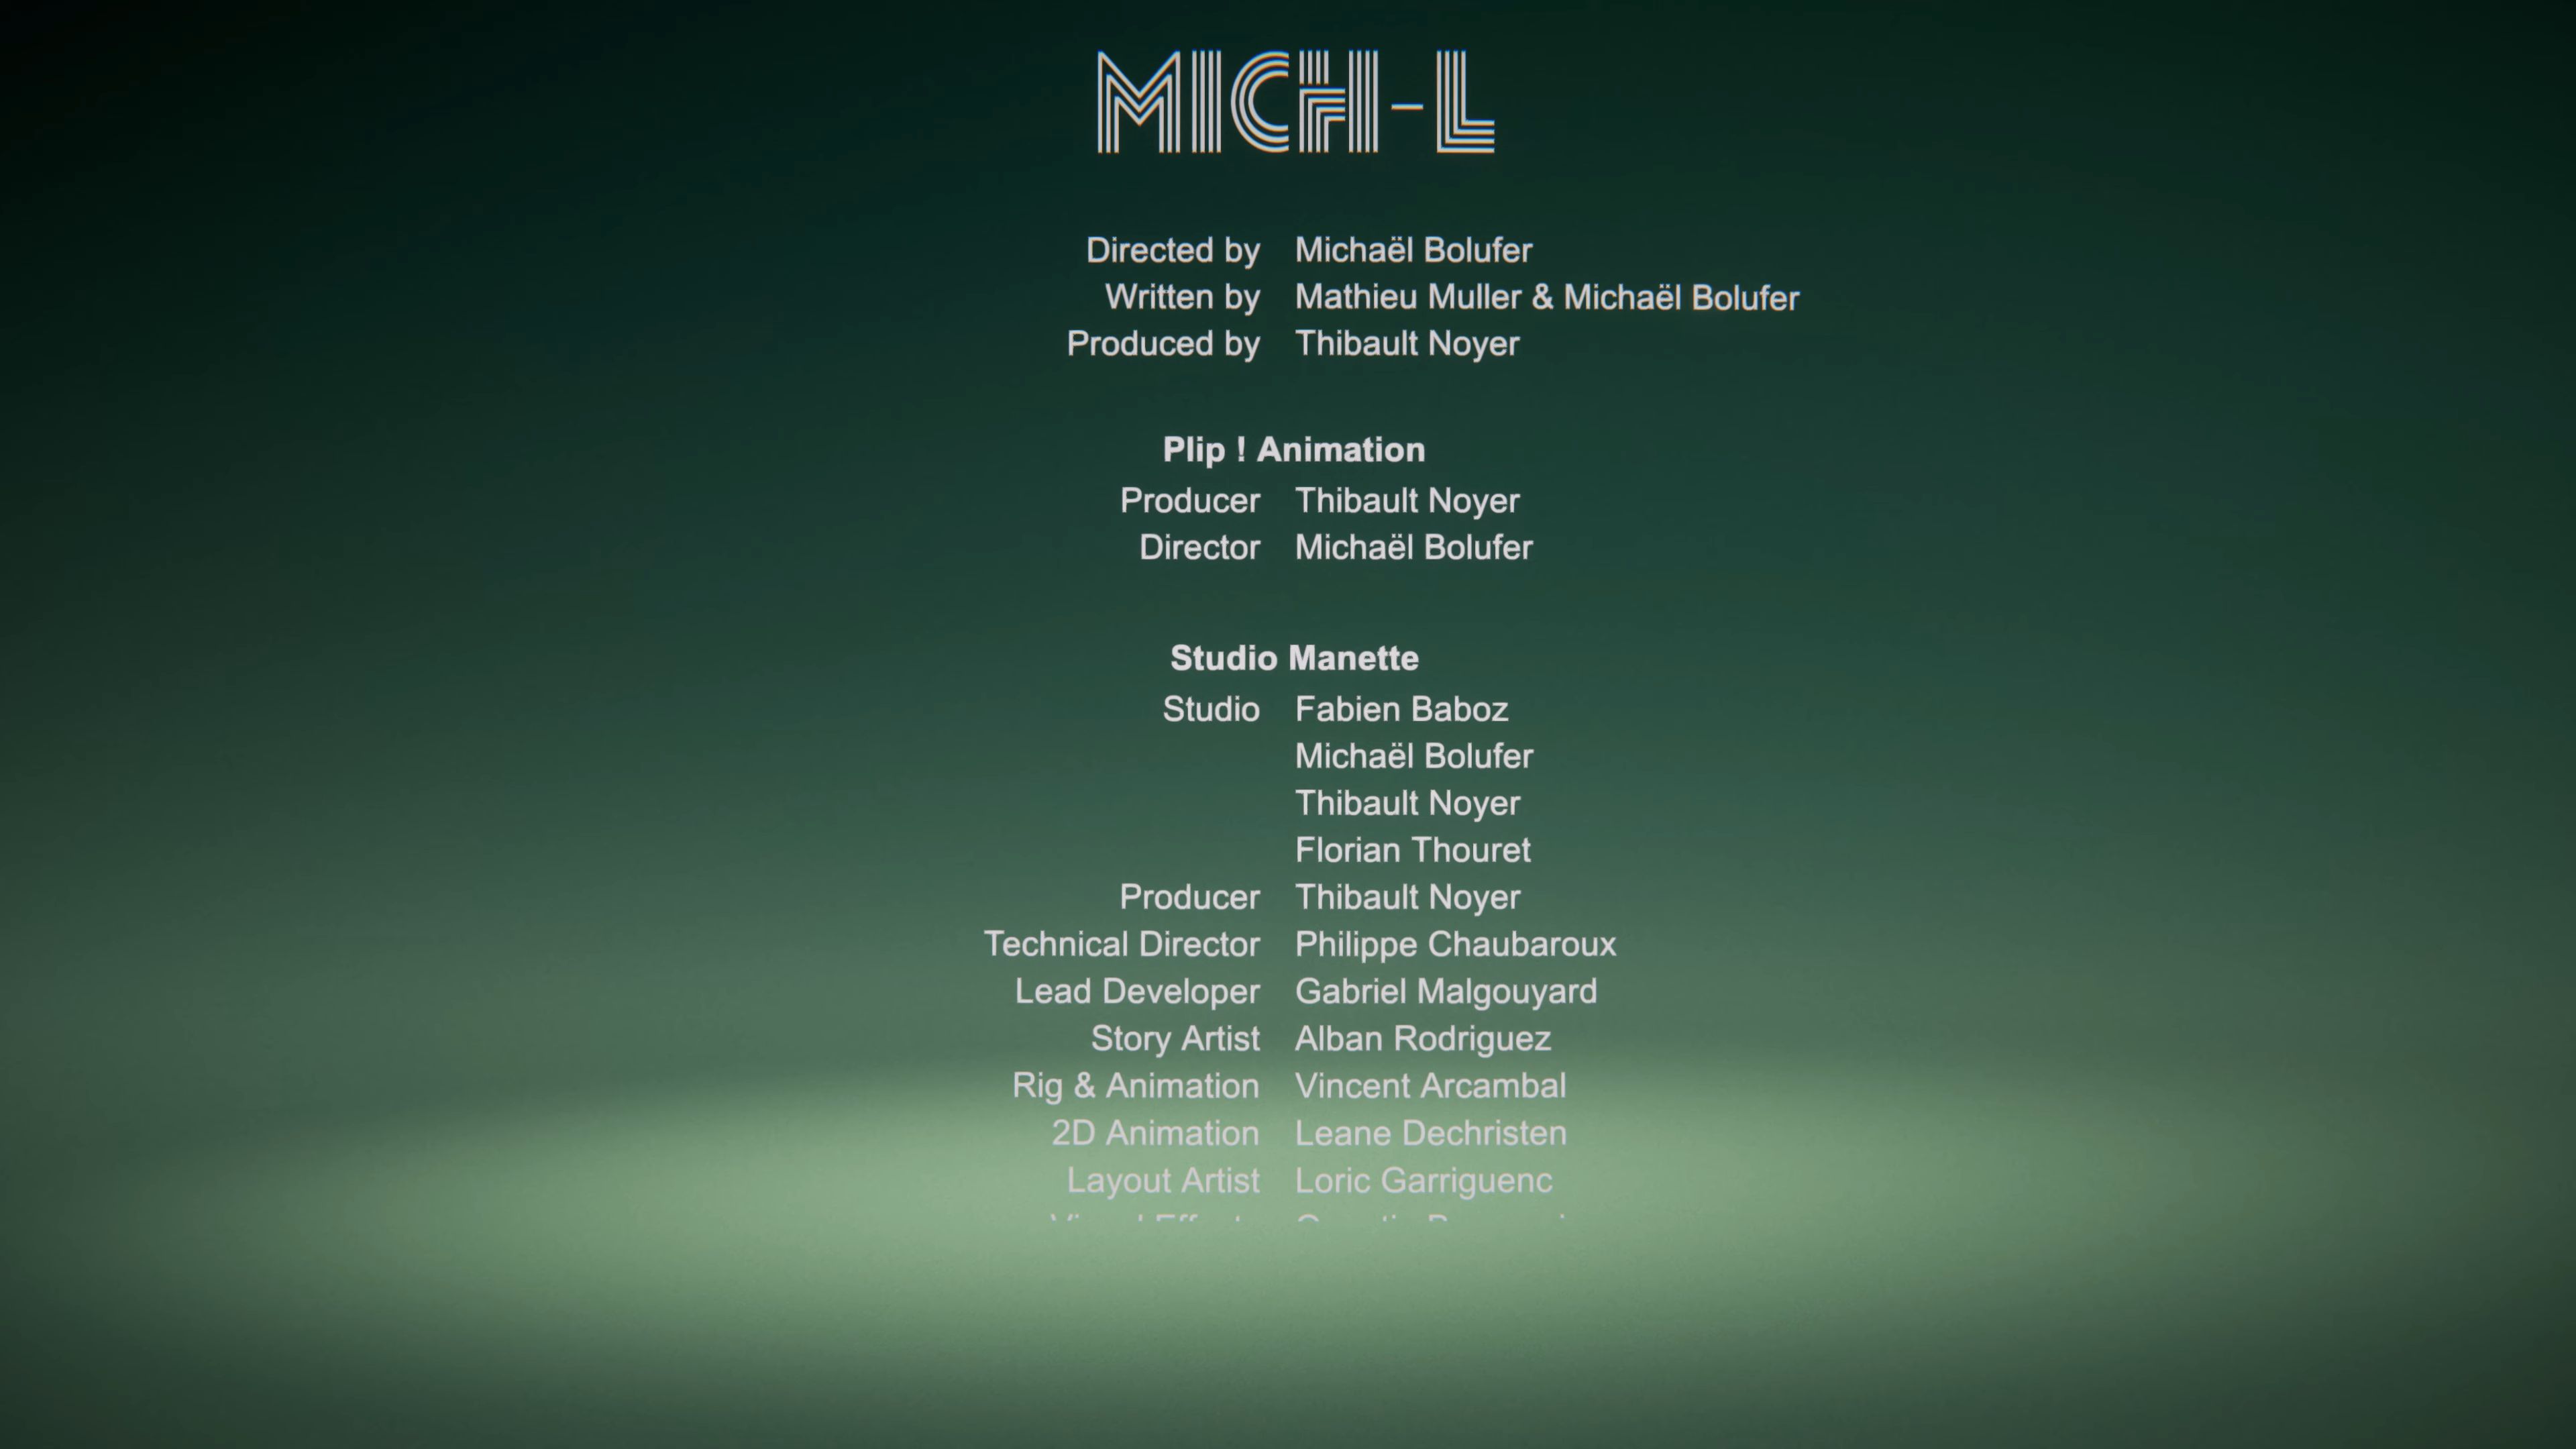 MICH-L
Directed by Michaël Bolufer
Written by Mathieu Muller & Michaël Bolufer
Produced by Thibault Noyer
Plip ! Animation
Producer Thibault Noyer
Director Michaël Bolufer
Studio Manette
Studio Fabien Baboz
Michaël Bolufer
Thibault Noyer
Florian Thouret
Producer Thibault Noyer
Technical Director Philippe Chaubaroux
Lead Developer Gabriel Malgouyard
Story Artist Alban Rodriguez
Rig & Animation Vincent Arcambal
2D Animation Leane Dechristen
Layout Artist Loric Garriguenc